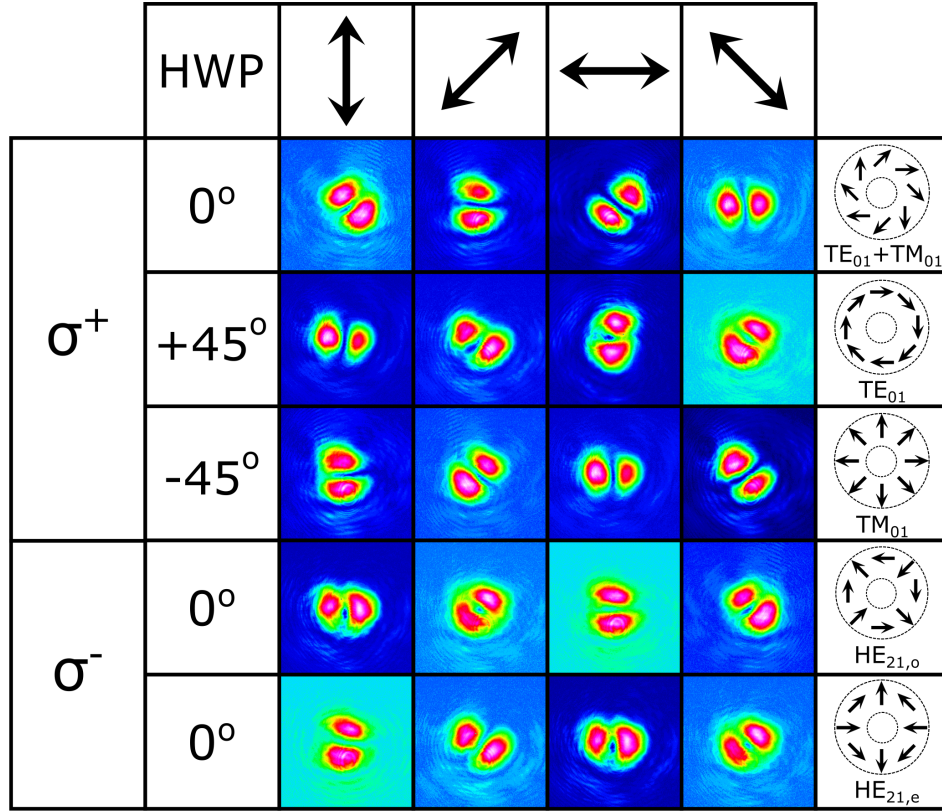 HWP
σ⁺
0°
TE₀₁+TM₀₁
+45°
TE₀₁
-45°
TM₀₁
σ⁻
0°
HE₂₁,ₒ
0°
HE₂₁,ₑ